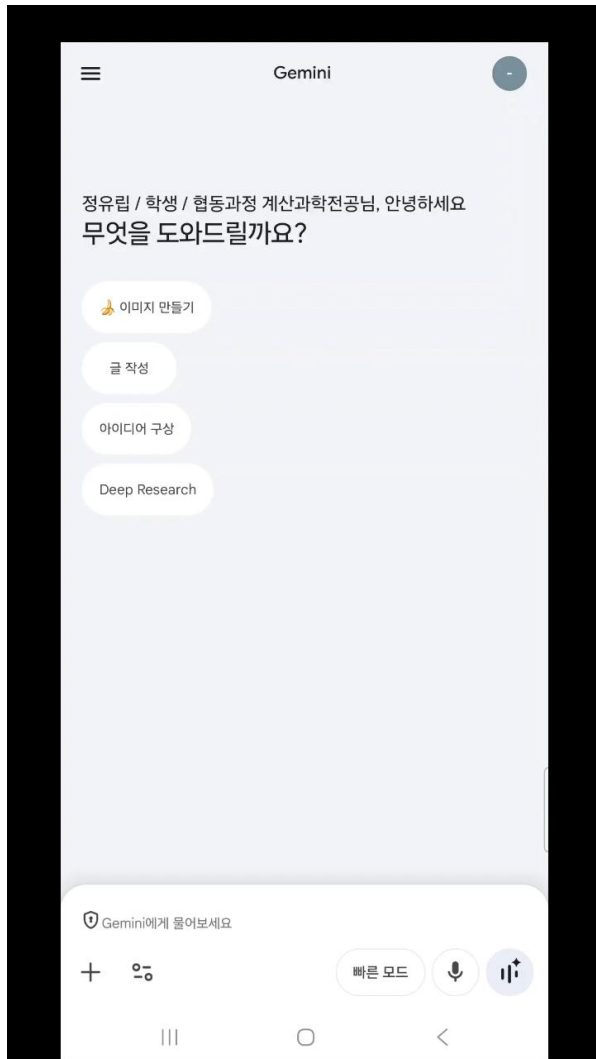 Gemini
정유립 / 학생 / 협동과정 계산과학전공님, 안녕하세요
무엇을 도와드릴까요?
이미지 만들기
글 작성
아이디어 구상
Deep Research
Gemini에게 물어보세요
빠른 모드